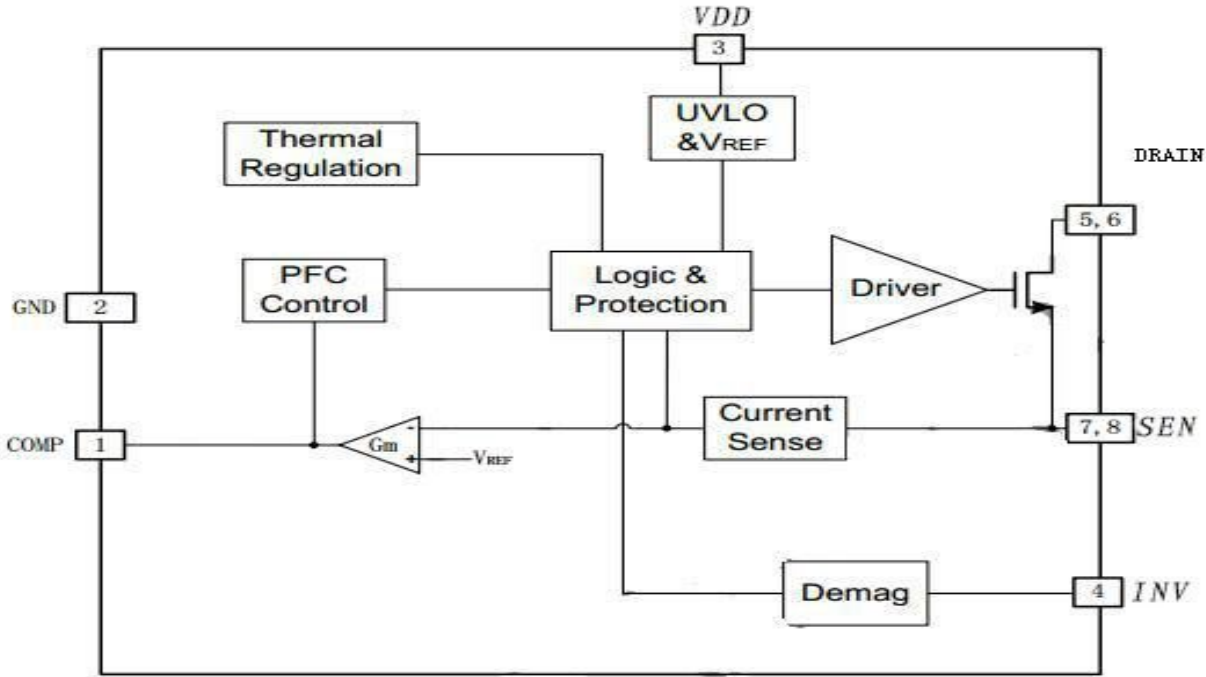 VDD
3
UVLO
&VREF
Thermal
Regulation
DRAIN
5,6
PFC
Control
Logic &
Protection
Driver
GND
2
COMP
1
Gm
-
+
VREF
Current
Sense
7,8
SEN
Demag
4
INV